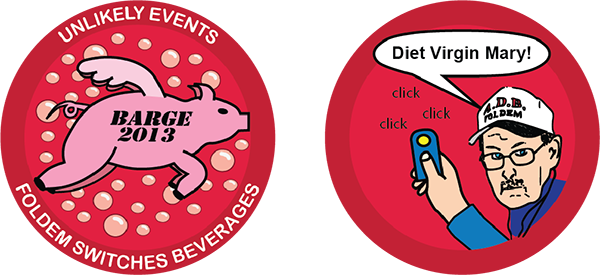 UNLIKELY EVENTS
BARGE
2013
FOLDEM SWITCHES BEVERAGES
Diet Virgin Mary!
click
click
click
.D.B.
FOLDEM